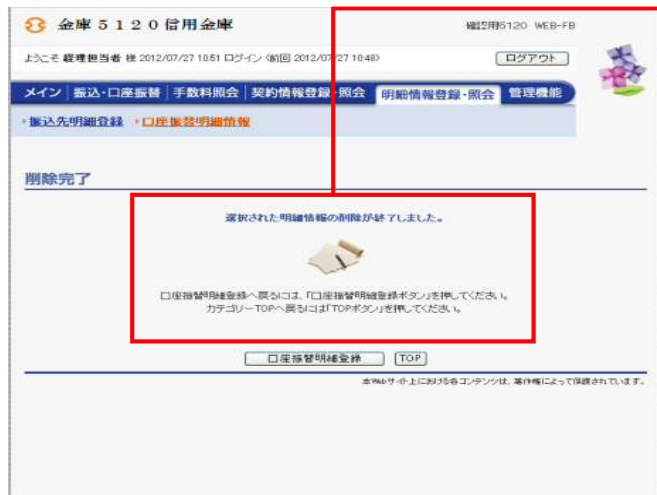 金庫5120信用金庫
確認用5120 WEB-FB
ようこそ 経理担当者 様 2012/07/27 1051 ログイン (前回 2012/07/27 1048)
ログアウト
メイン 振込・口座振替 手数料照会 契約情報登録・照会 明細情報登録・照会 管理機能
振込先明細登録 口座振替明細情報
削除完了
選択された明細情報の削除が終了しました。
口座振替明細登録へ戻るには、「口座振替明細登録ボタン」を押してください。
カテゴリーTOPへ戻るには「TOPボタン」を押してください。
口座振替明細登録 TOP
本Webサイト上における各コンテンツは、著作権によって保護されています。